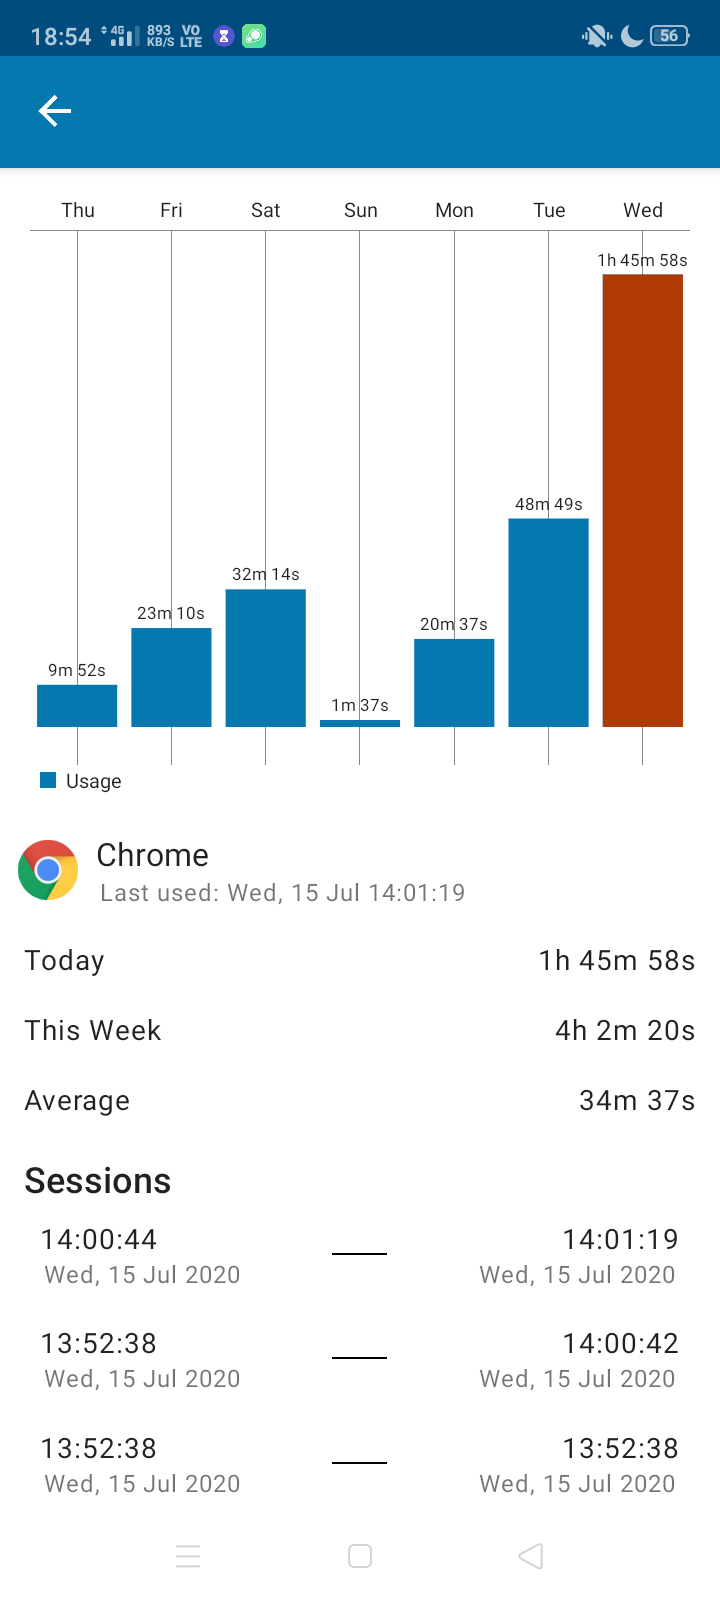 18:54 4G 893 KB/S VO LTE 56
Thu Fri Sat Sun Mon Tue Wed
1h 45m 58s
48m 49s
32m 14s
23m 10s
20m 37s
9m 52s
1m 37s
Usage
Chrome
Last used: Wed, 15 Jul 14:01:19
Today 1h 45m 58s
This Week 4h 2m 20s
Average 34m 37s
Sessions
14:00:44 14:01:19
Wed, 15 Jul 2020 Wed, 15 Jul 2020
13:52:38 14:00:42
Wed, 15 Jul 2020 Wed, 15 Jul 2020
13:52:38 13:52:38
Wed, 15 Jul 2020 Wed, 15 Jul 2020